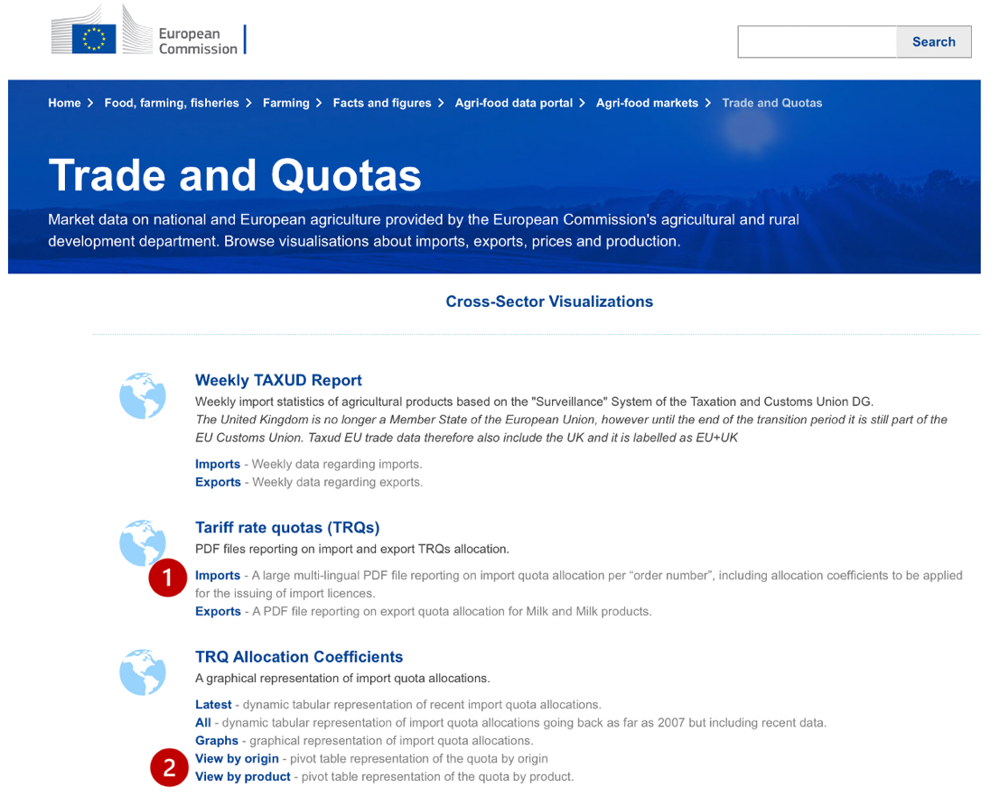 European
Commission
Search
Home > Food, farming, fisheries > Farming > Facts and figures > Agri-food data portal > Agri-food markets > Trade and Quotas
Trade and Quotas
Market data on national and European agriculture provided by the European Commission's agricultural and rural
development department. Browse visualisations about imports, exports, prices and production.
Cross-Sector Visualizations
Weekly TAXUD Report
Weekly import statistics of agricultural products based on the "Surveillance" System of the Taxation and Customs Union DG.
The United Kingdom is no longer a Member State of the European Union, however until the end of the transition period it is still part of the
EU Customs Union. Taxud EU trade data therefore also include the UK and it is labelled as EU+UK
Imports - Weekly data regarding imports.
Exports - Weekly data regarding exports.
Tariff rate quotas (TRQs)
PDF files reporting on import and export TRQs allocation.
1
Imports - A large multi-lingual PDF file reporting on import quota allocation per “order number”, including allocation coefficients to be applied
for the issuing of import licences.
Exports - A PDF file reporting on export quota allocation for Milk and Milk products.
TRQ Allocation Coefficients
A graphical representation of import quota allocations.
Latest - dynamic tabular representation of recent import quota allocations.
All - dynamic tabular representation of import quota allocations going back as far as 2007 but including recent data.
Graphs - graphical representation of import quota allocations.
2
View by origin - pivot table representation of the quota by origin
View by product - pivot table representation of the quota by product.